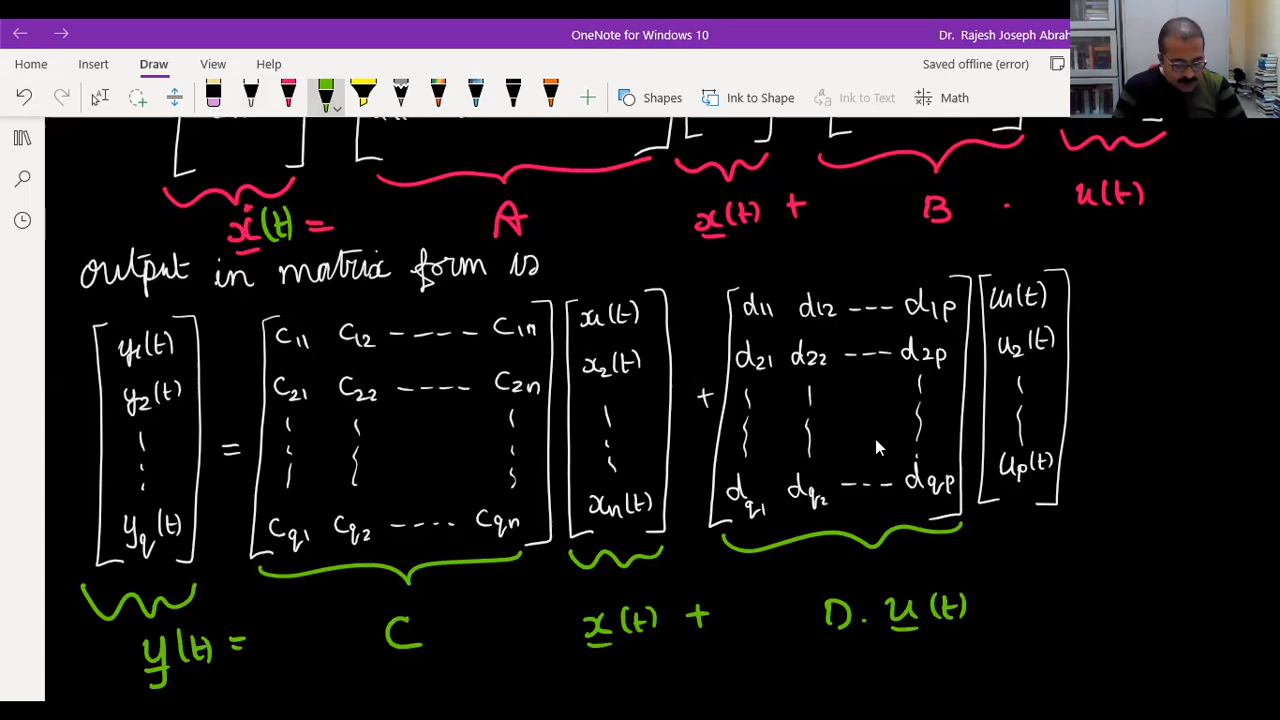 OneNote for Windows 10
Dr. Rajesh Joseph Abrah
Home Insert Draw View Help Saved offline (error)
Shapes Ink to Shape Ink to Text Math
ẋ(t) = A x(t) + B . u(t)
output in matrix form is
[y1(t)] = [c11 c12 ---- c1n] [x1(t)] + [d11 d12 --- d1p] [u1(t)]
[y2(t)] [c21 c22 ---- c2n] [x2(t)] [d21 d22 --- d2p] [u2(t)]
[yq(t)] [cq1 cq2 ---- cqn] [xn(t)] [dq1 dq2 --- dqp] [up(t)]
y(t) = C x(t) + D. u(t)